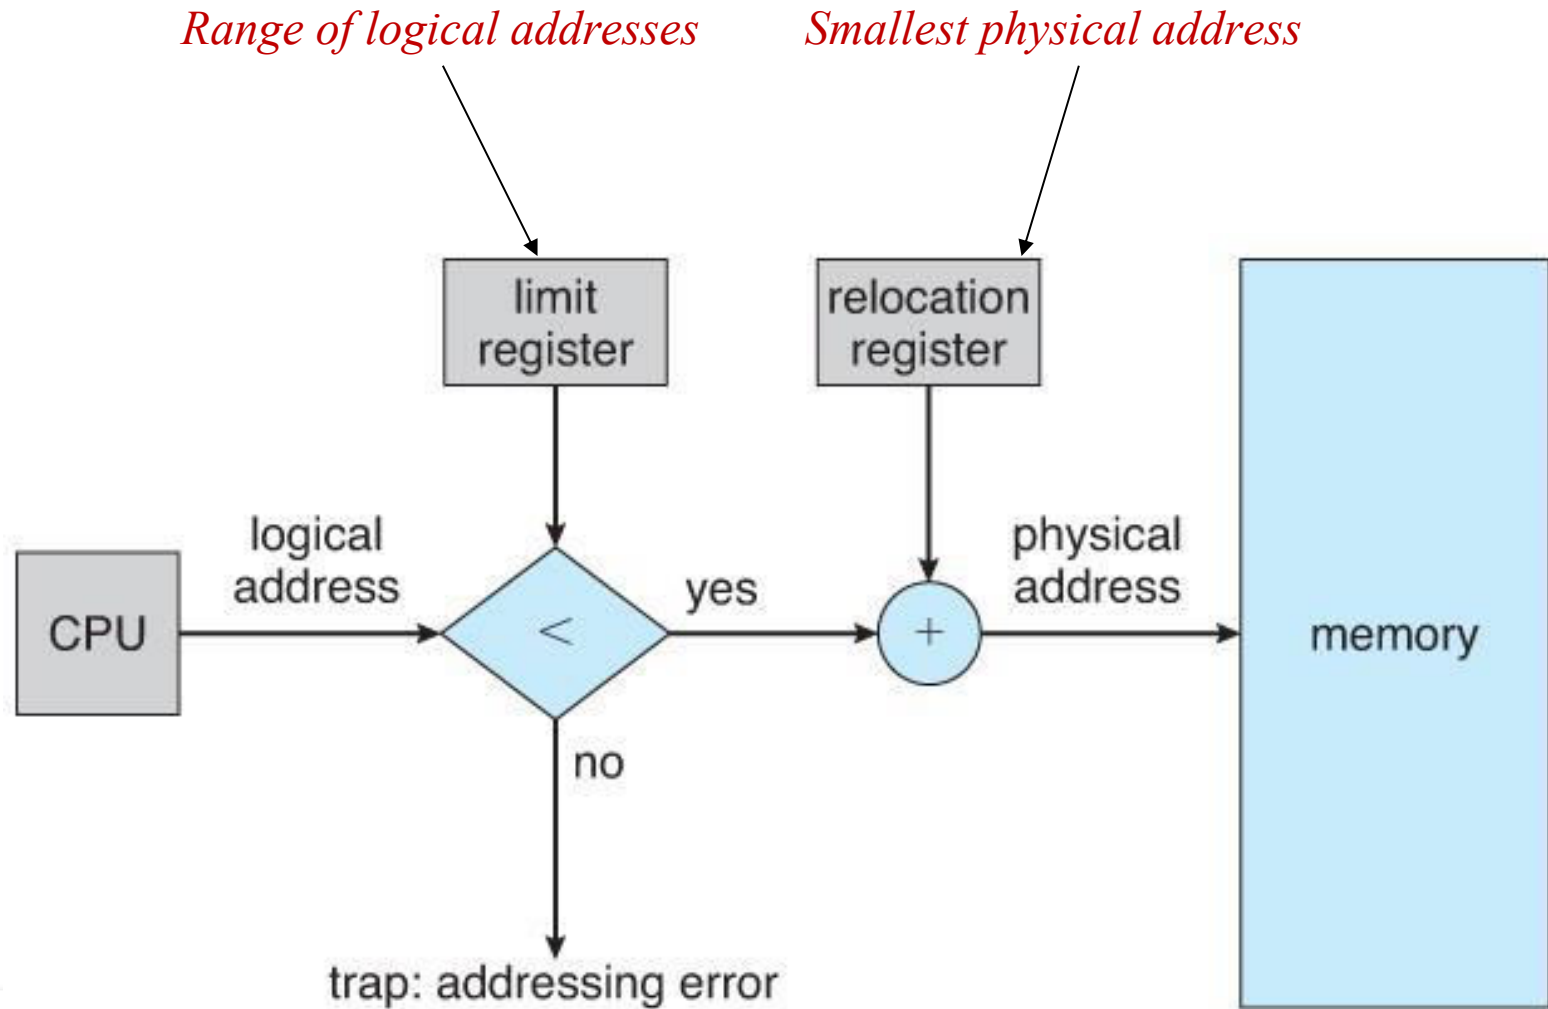 Range of logical addresses
Smallest physical address
limit
register
relocation
register
logical
address
physical
address
CPU
<
yes
+
memory
no
trap: addressing error